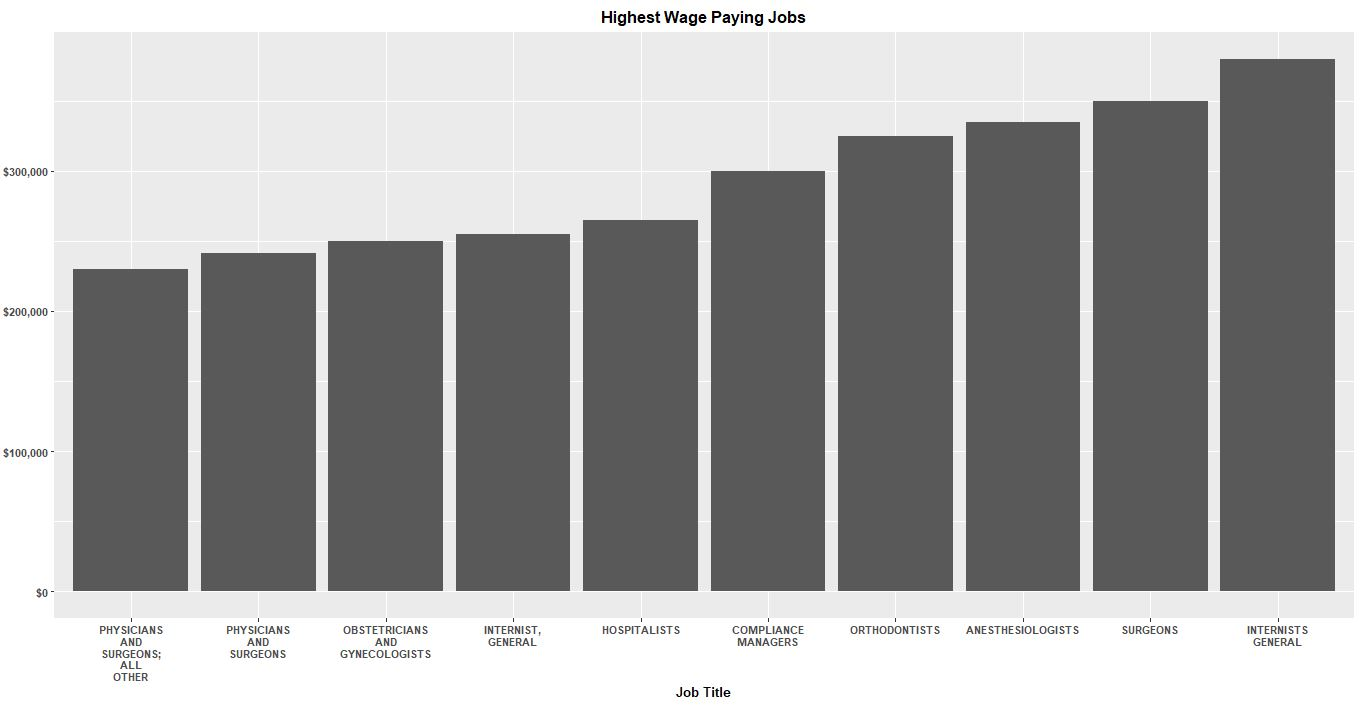 Highest Wage Paying Jobs
$300,000
$200,000
$100,000
$0
PHYSICIANS
AND
SURGEONS;
ALL
OTHER
PHYSICIANS
AND
SURGEONS
OBSTETRICIANS
AND
GYNECOLOGISTS
INTERNIST,
GENERAL
HOSPITALISTS
COMPLIANCE
MANAGERS
ORTHODONTISTS
ANESTHESIOLOGISTS
SURGEONS
INTERNISTS
GENERAL
Job Title